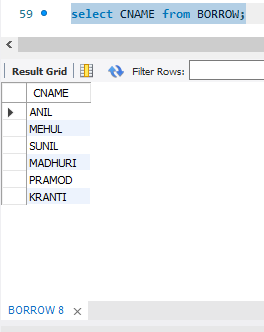 59 select CNAME from BORROW;
Result Grid Filter Rows:
CNAME
ANIL
MEHUL
SUNIL
MADHURI
PRAMOD
KRANTI
BORROW 8 ×